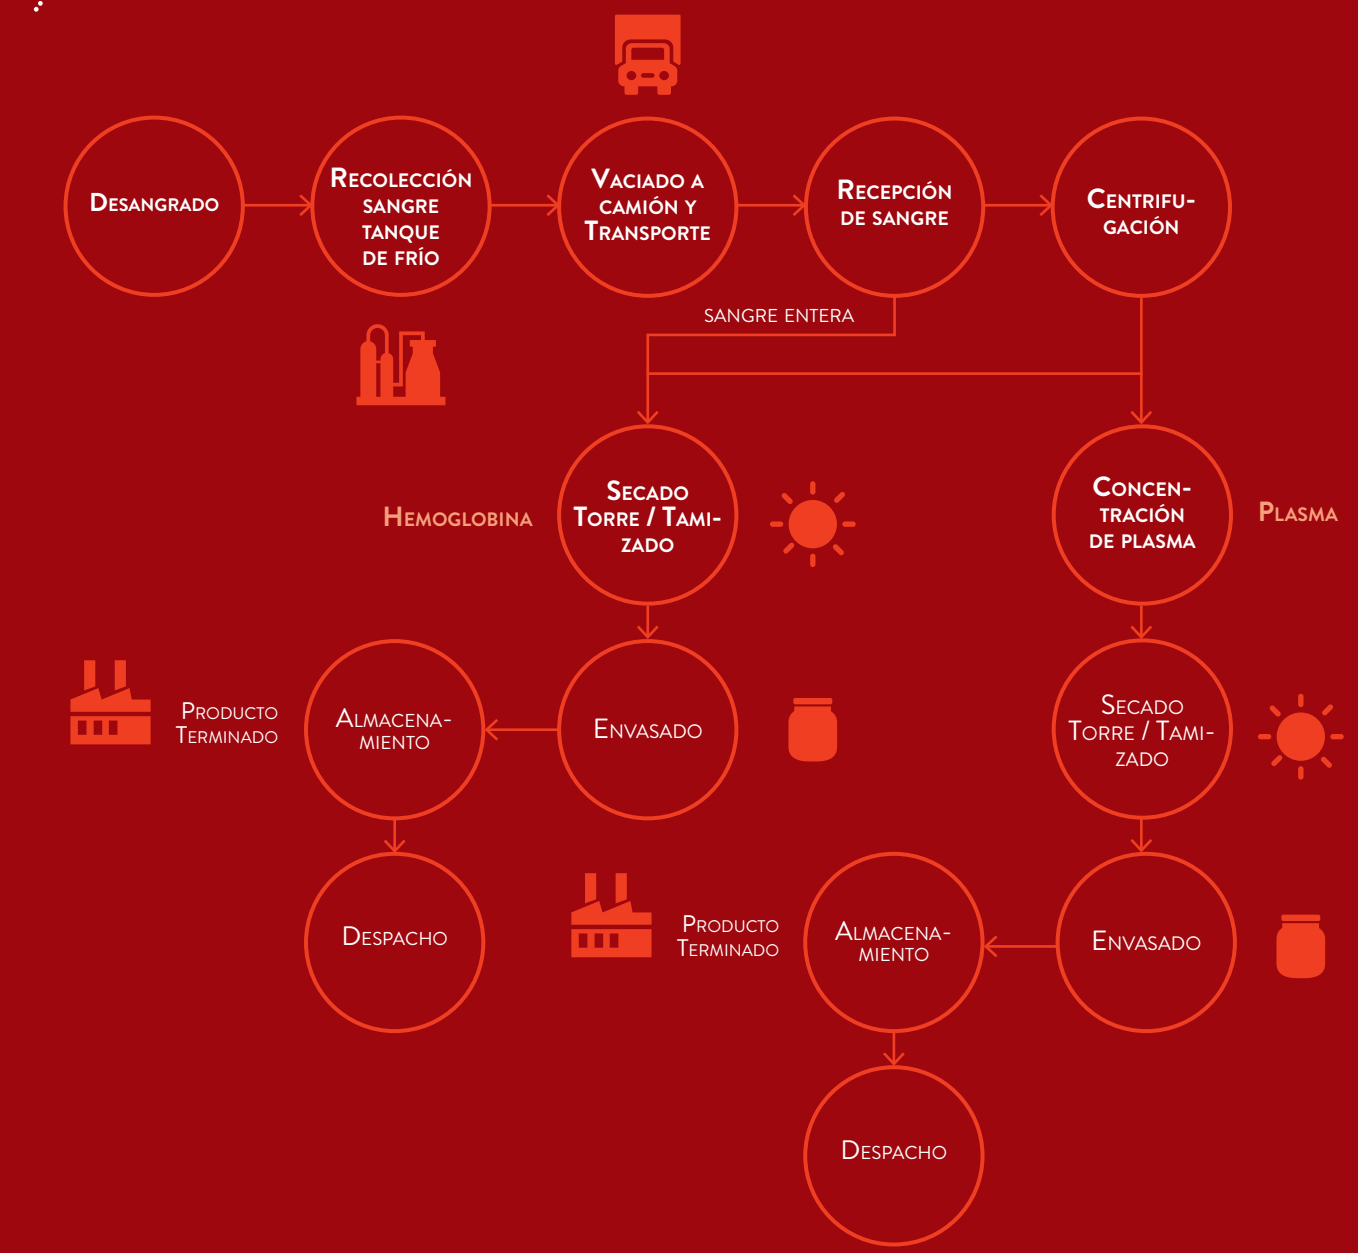 Desangrado
Recolección
sangre
tanque
de frío
Vaciado a
camión y
Transporte
Recepción
de sangre
Centrifu-
gación
sangre entera
Hemoglobina
Secado
Torre / Tami-
zado
Concen-
tración
de plasma
Plasma
Producto
Terminado
Almacena-
miento
Envasado
Secado
Torre / Tami-
zado
Despacho
Producto
Terminado
Almacena-
miento
Envasado
Despacho